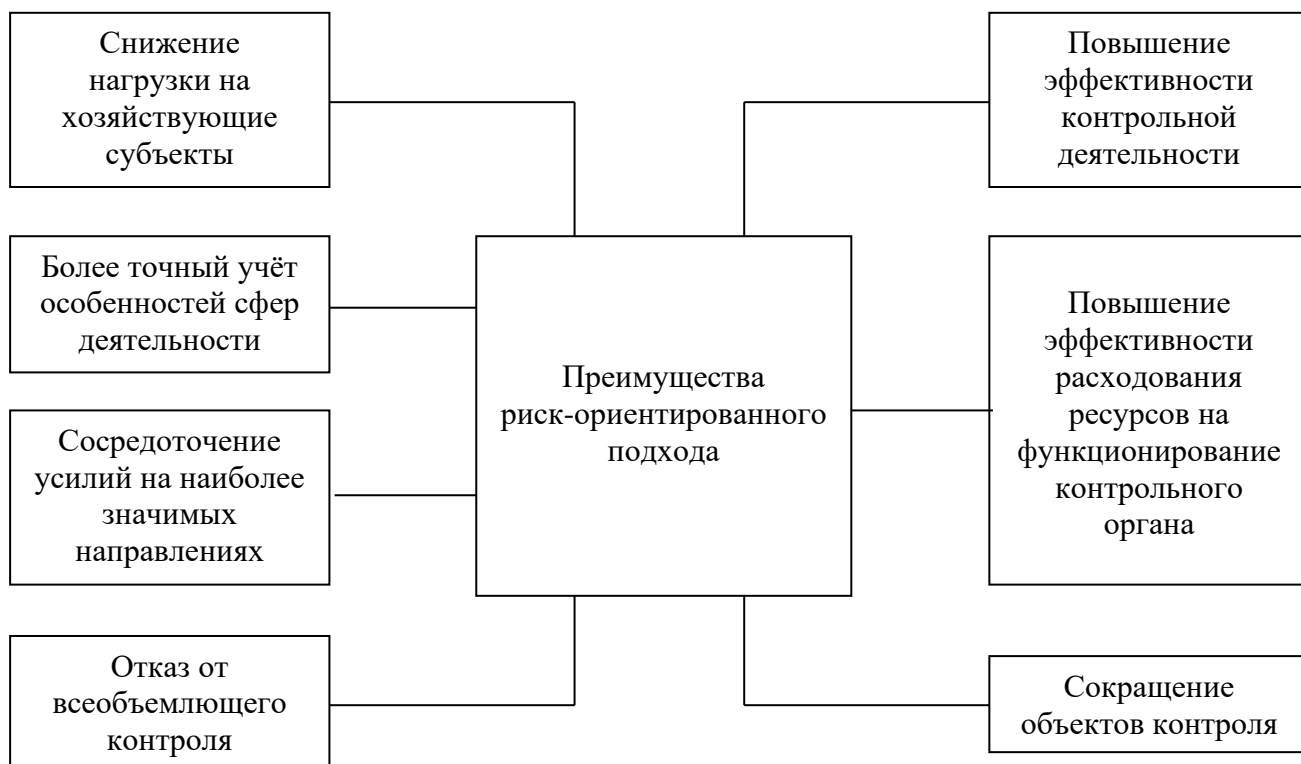 Снижение
нагрузки на
хозяйствующие
субъекты
Повышение
эффективности
контрольной
деятельности
Более точный учёт
особенностей сфер
деятельности
Сосредоточение
усилий на наиболее
значимых
направлениях
Преимущества
риск-ориентированного
подхода
Повышение
эффективности
расходования
ресурсов на
функционирование
контрольного
органа
Отказ от
всеобъемлющего
контроля
Сокращение
объектов контроля